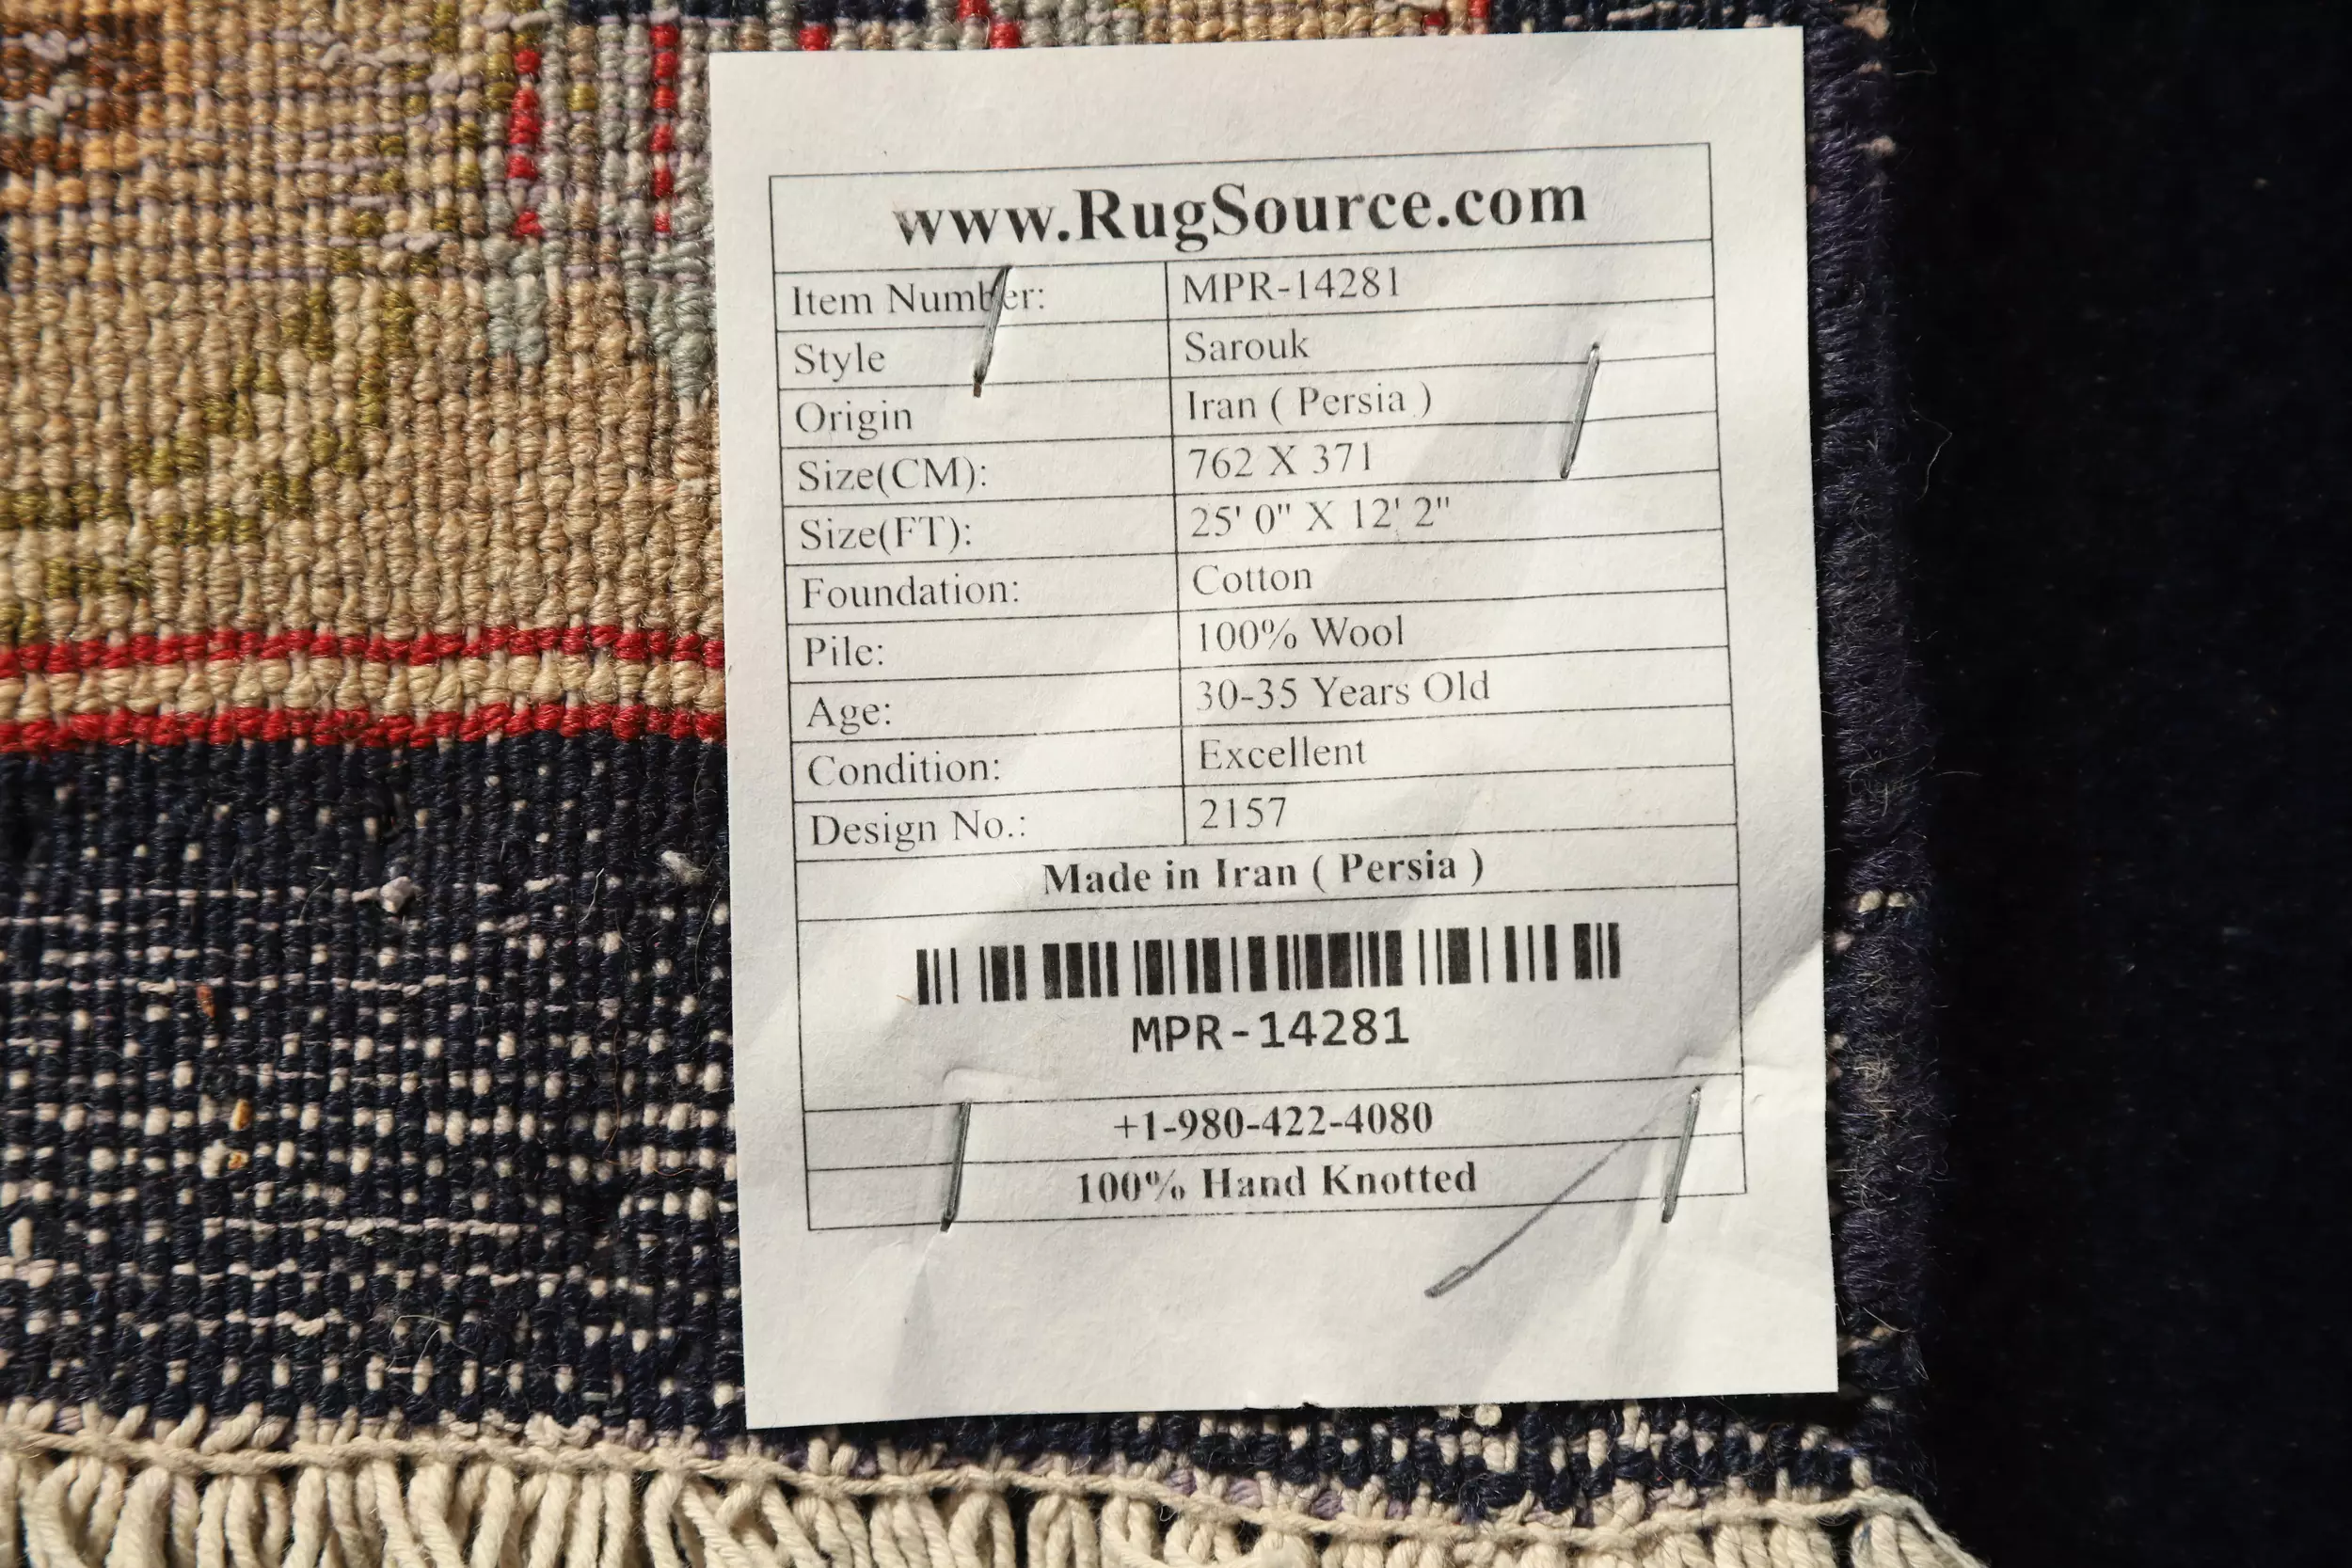 www.RugSource.com
Item Number: MPR-14281
Style Sarouk
Origin Iran ( Persia )
Size(CM): 762 X 371
Size(FT): 25' 0" X 12' 2"
Foundation: Cotton
Pile: 100% Wool
Age: 30-35 Years Old
Condition: Excellent
Design No.: 2157
Made in Iran ( Persia )
MPR-14281
+1-980-422-4080
100% Hand Knotted